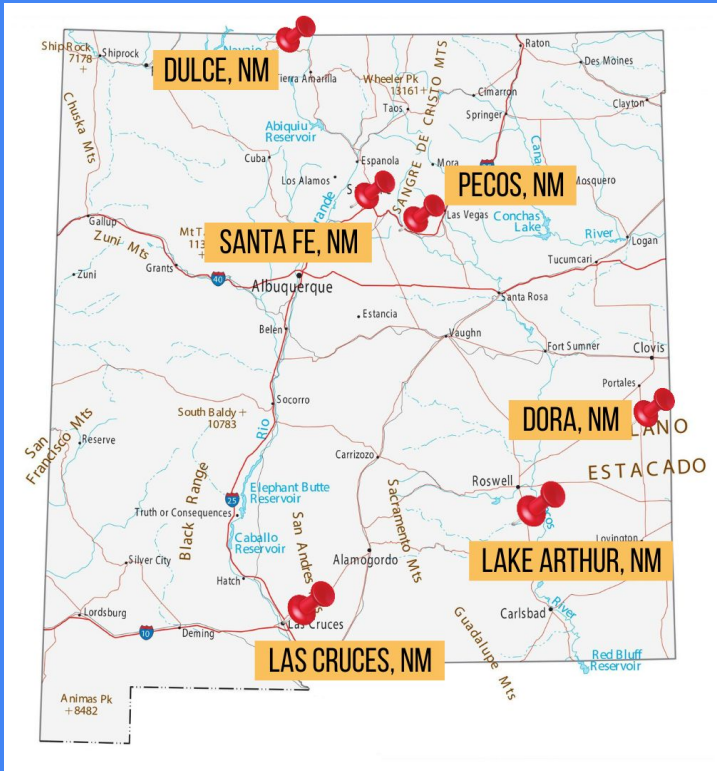 Ship Rock
7178
Shiprock
Navajo
DULCE, NM
Tierra Amarilla
Wheeler Pk
13161
Raton
Des Moines
Chuska Mts
Taos
Cimarron
Springer
Clayton
Abiquiu
Reservoir
SANGRE DE CRISTO MTS
Cuba
Espanola
Mora
Los Alamos
PECOS, NM
Mosquero
Gallup
Zuni Mts
SANTA FE, NM
Las Vegas
Conchas
Lake
River
Logan
Zuni
Grants
40
Albuquerque
Tucumcari
Santa Rosa
Belen
Estancia
Vaughn
Fort Sumner
Clovis
Portales
South Baldy
10783
Socorro
Rio
DORA, NM
San
Francisco Mts
Reserve
Carrizozo
ESTACADO
Roswell
Black Range
25
Elephant Butte
Reservoir
Truth or Consequences
San Andres
Sacramento Mts
Caballo
Reservoir
Silver City
Alamogordo
LAKE ARTHUR, NM
Lovington
Hatch
Lordsburg
10
Deming
Las Cruces
Guadalupe Mts
Carlsbad
River
LAS CRUCES, NM
Red Bluff
Reservoir
Animas Pk
8482